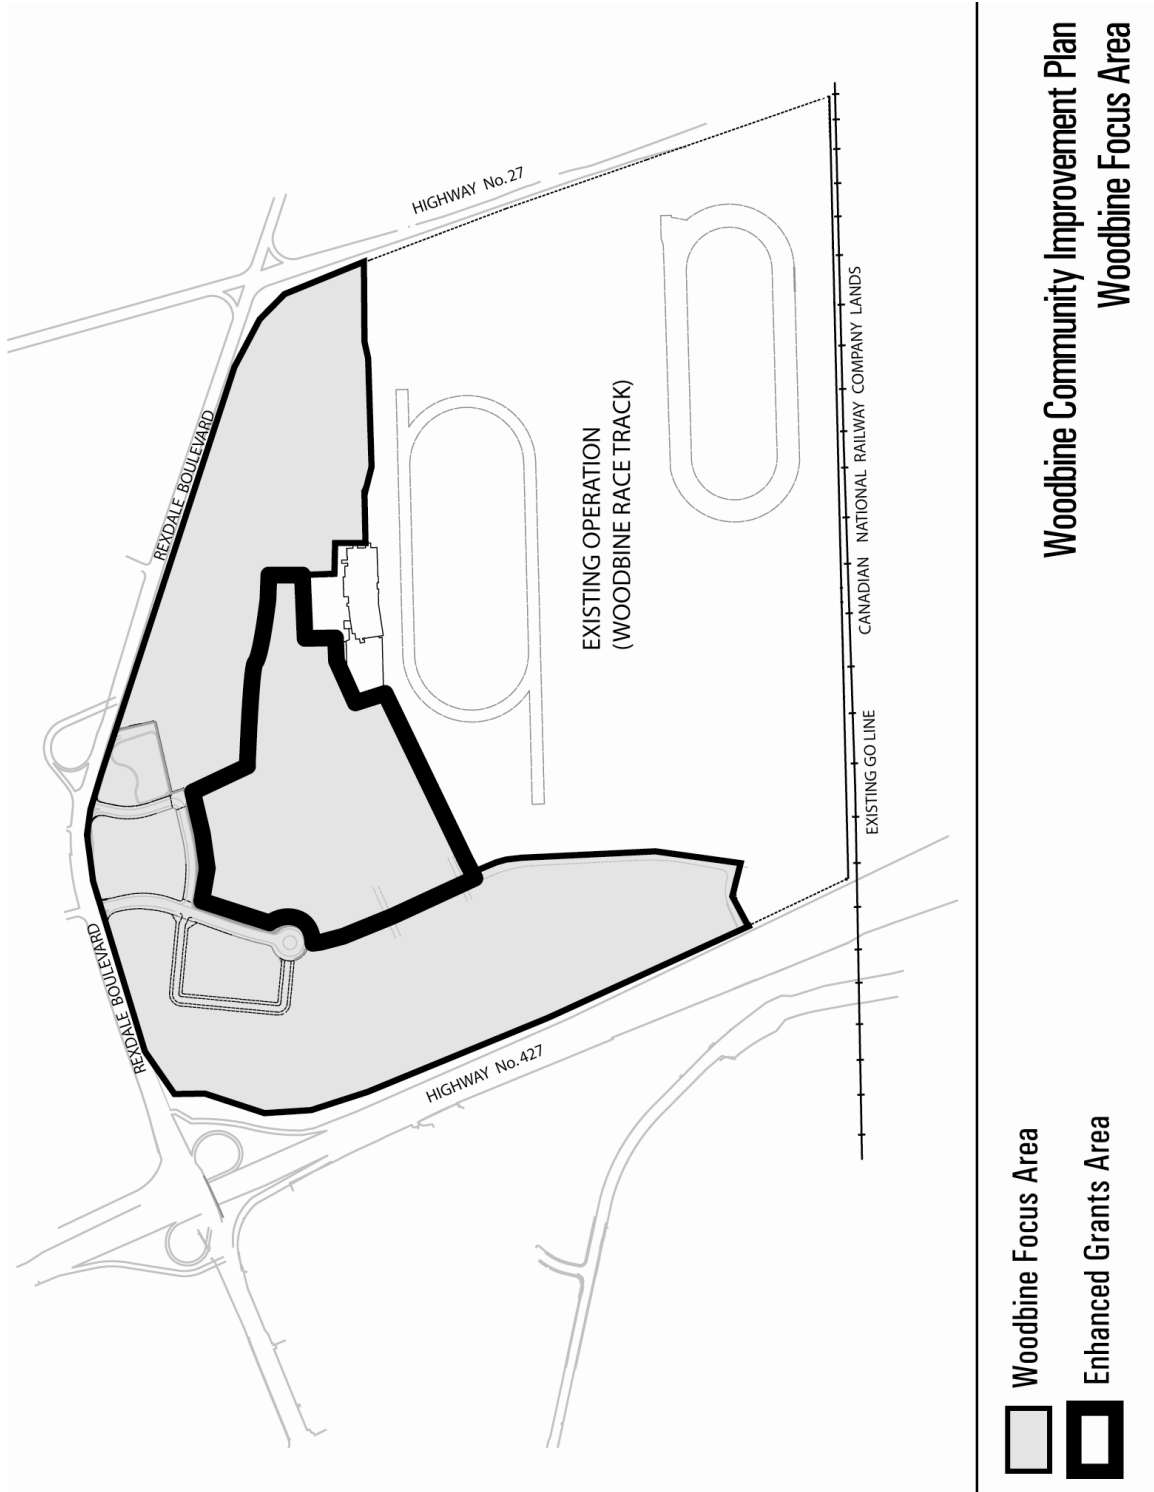 REXDALE BOULEVARD
REXDALE BOULEVARD
HIGHWAY No.27
HIGHWAY No.427
EXISTING OPERATION
(WOODBINE RACE TRACK)
EXISTING GO LINE
CANADIAN NATIONAL RAILWAY COMPANY LANDS
Woodbine Focus Area
Enhanced Grants Area
Woodbine Community Improvement Plan
Woodbine Focus Area